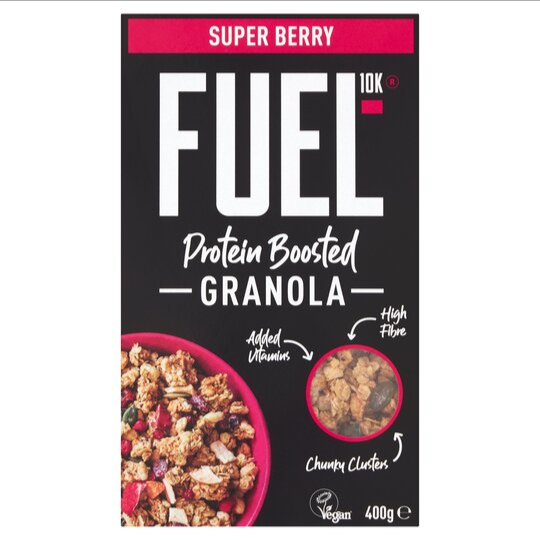 SUPER BERRY
FUEL 10K ®
Protein Boosted
GRANOLA
High
Fibre
Added
Vitamins
Chunky Clusters
Vegan 400g ℮